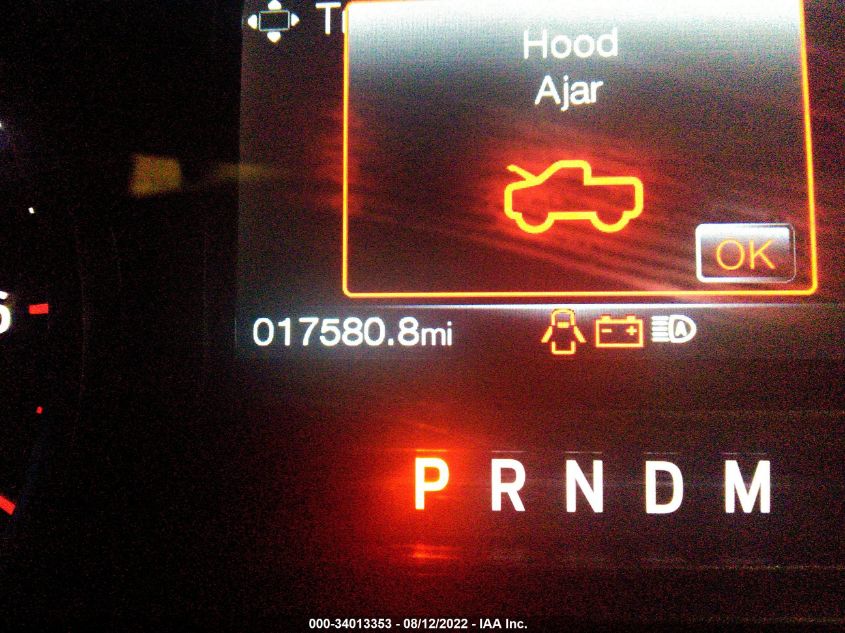 Hood
Ajar
OK
017580.8mi
P R N D M
000-34013353 - 08/12/2022 - IAA Inc.